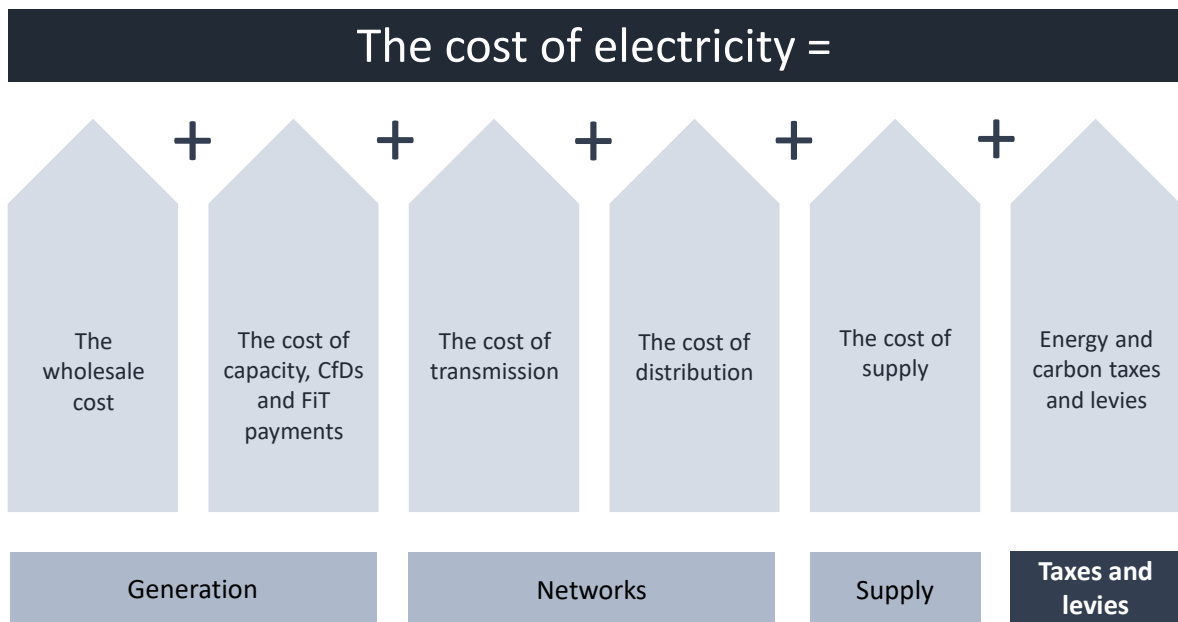 The cost of electricity =
+ + + + +
The
wholesale
cost
The cost of
capacity, CfDs
and FiT
payments
The cost of
transmission
The cost of
distribution
The cost of
supply
Energy and
carbon taxes
and levies
Generation
Networks
Supply
Taxes and
levies